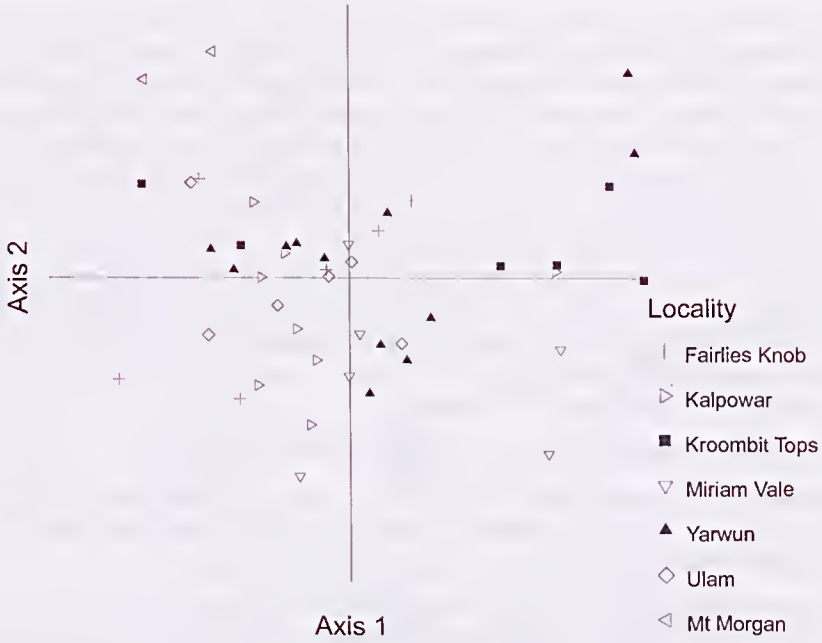 Axis 2
Locality
Fairlies Knob
Kalpowar
Kroombit Tops
Miriam Vale
Yarwun
Ulam
Mt Morgan
Axis 1